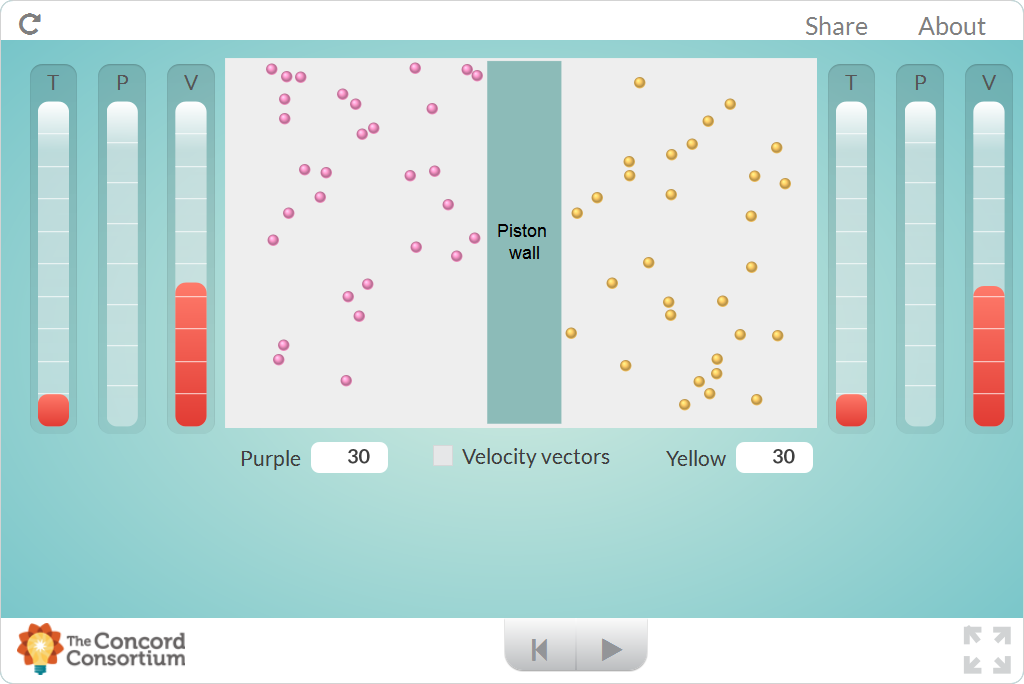 Share About
T P V T P V
Piston
wall
Purple 30 Velocity vectors Yellow 30
The Concord
Consortium